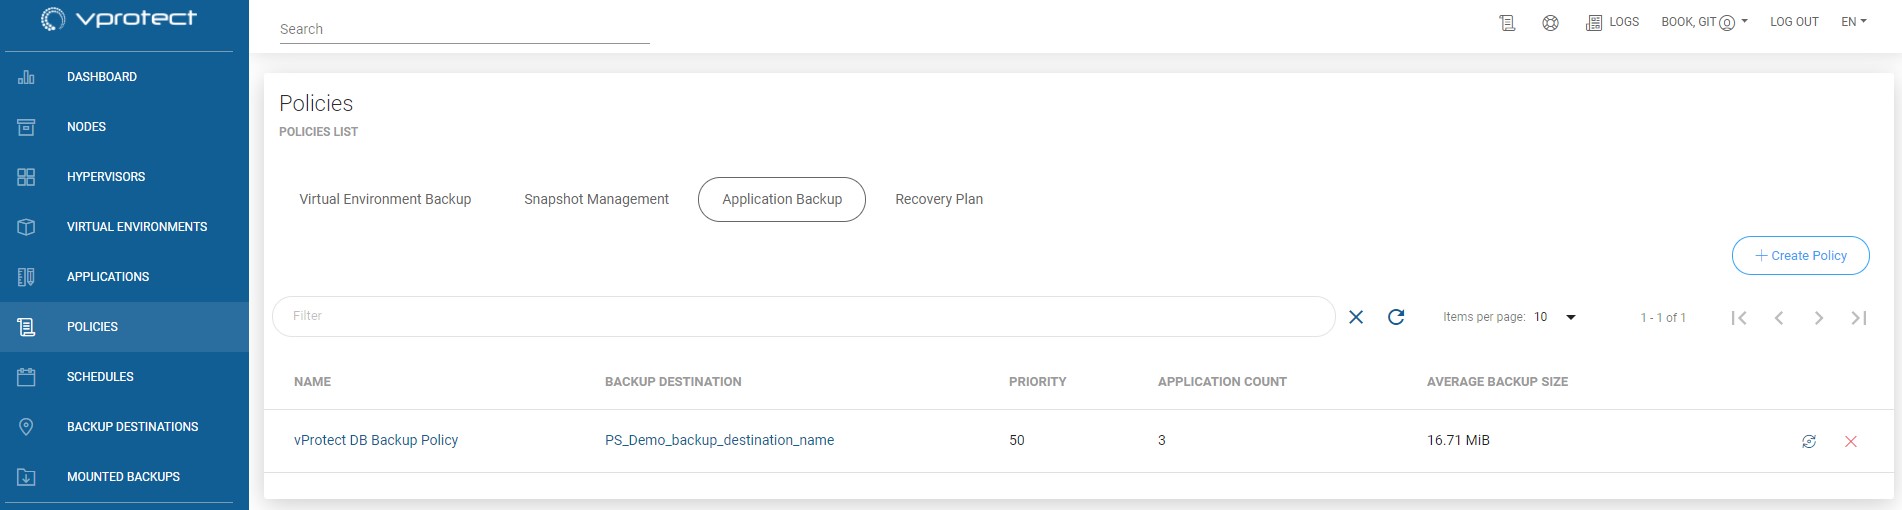 vprotect
DASHBOARD
NODES
HYPERVISORS
VIRTUAL ENVIRONMENTS
APPLICATIONS
POLICIES
SCHEDULES
BACKUP DESTINATIONS
MOUNTED BACKUPS
Search
LOGS BOOK, GIT LOG OUT EN
Policies
POLICIES LIST
Virtual Environment Backup Snapshot Management Application Backup Recovery Plan
Create Policy
Filter Items per page: 10 1 - 1 of 1
NAME BACKUP DESTINATION PRIORITY APPLICATION COUNT AVERAGE BACKUP SIZE
vProtect DB Backup Policy PS_Demo_backup_destination_name 50 3 16.71 MiB